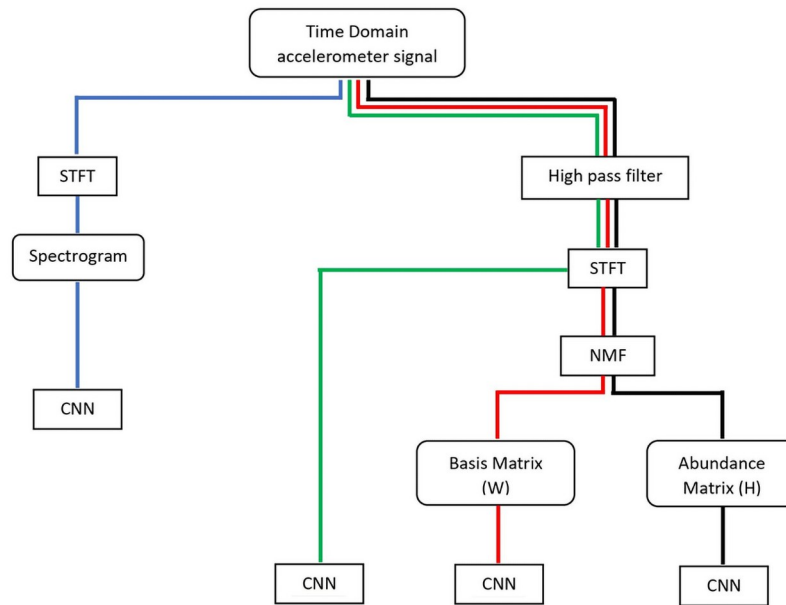 Time Domain
accelerometer signal
STFT
High pass filter
Spectrogram
STFT
NMF
CNN
Basis Matrix
(W)
Abundance
Matrix (H)
CNN
CNN
CNN